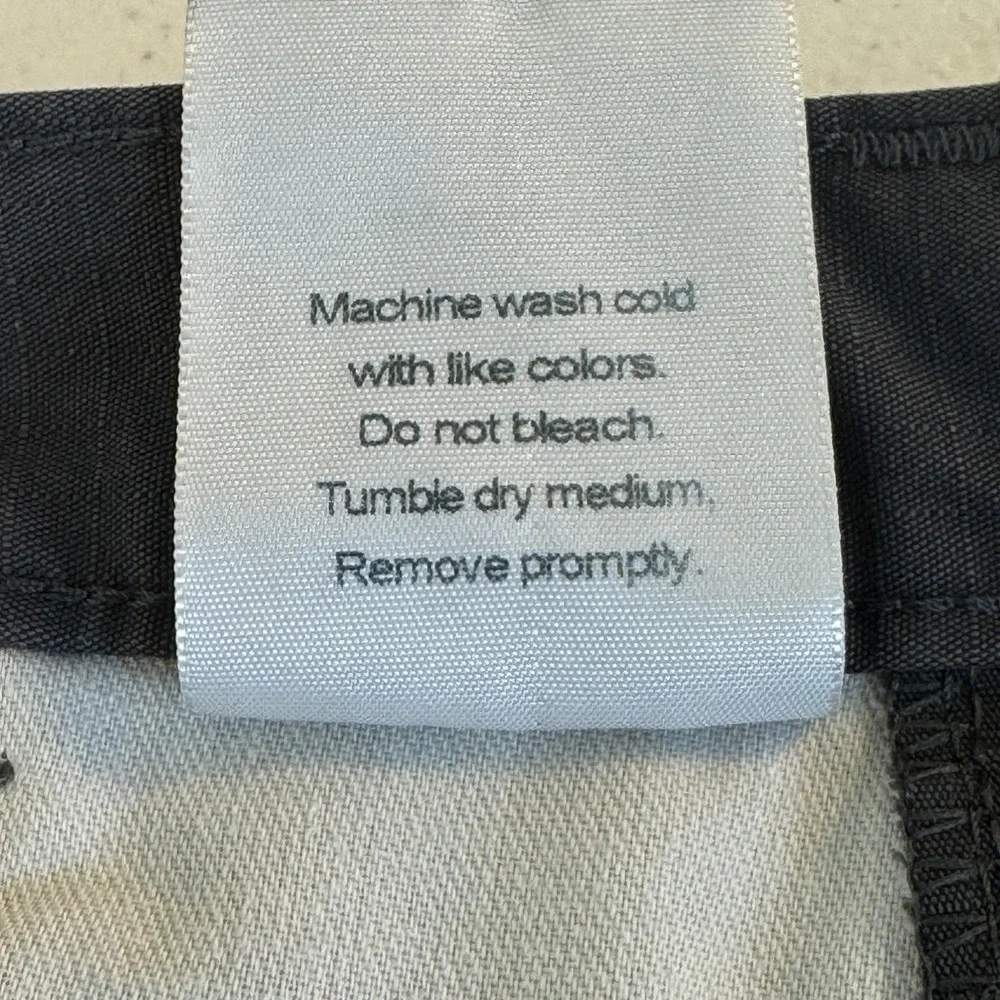 Machine wash cold
with like colors.
Do not bleach.
Tumble dry medium.
Remove promptly.